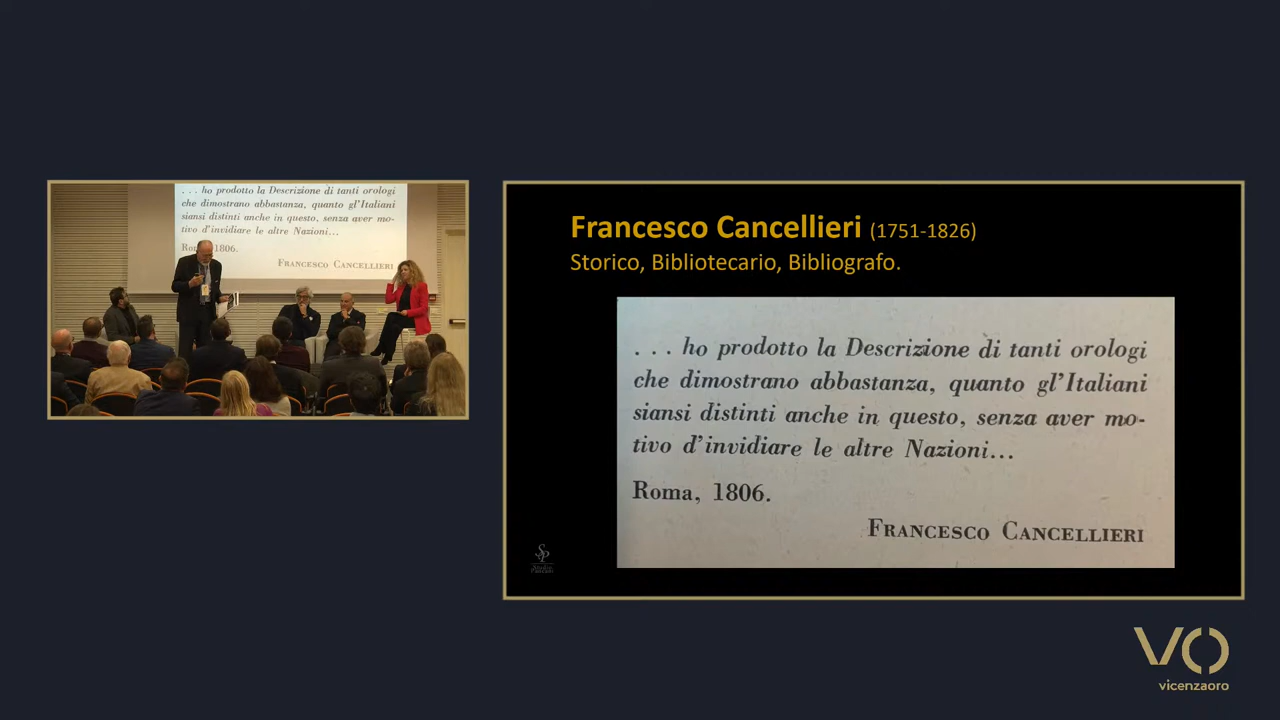 . . . ho prodotto la Descrizione di tanti orologi
che dimostrano abbastanza, quanto gl'Italiani
siansi distinti anche in questo, senza aver mo-
tivo d'invidiare le altre Nazioni...
1806.
FRANCESCO CANCELLIERI
Francesco Cancellieri (1751-1826)
Storico, Bibliotecario, Bibliografo.
. . . ho prodotto la Descrizione di tanti orologi
che dimostrano abbastanza, quanto gl'Italiani
siansi distinti anche in questo, senza aver mo-
tivo d'invidiare le altre Nazioni...
Roma, 1806.
FRANCESCO CANCELLIERI
SP
VO
vicenzaoro